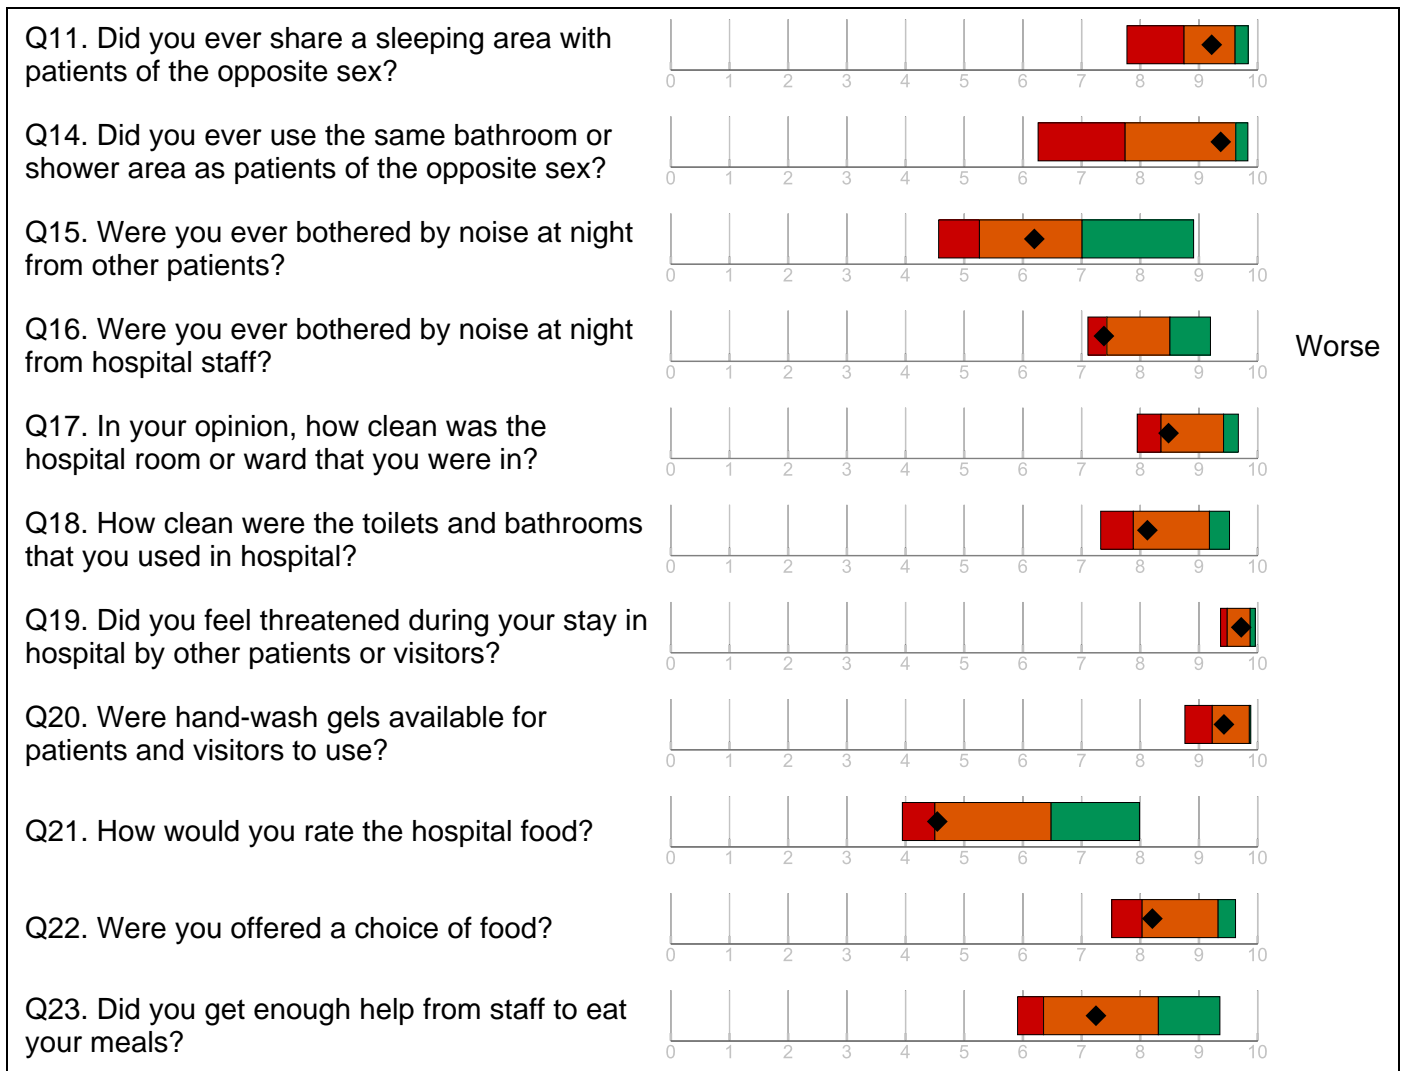 Q11. Did you ever share a sleeping area with
patients of the opposite sex?
0 1 2 3 4 5 6 7 8 9 10
Q14. Did you ever use the same bathroom or
shower area as patients of the opposite sex?
0 1 2 3 4 5 6 7 8 9 10
Q15. Were you ever bothered by noise at night
from other patients?
0 1 2 3 4 5 6 7 8 9 10
Q16. Were you ever bothered by noise at night
from hospital staff?
Worse
0 1 2 3 4 5 6 7 8 9 10
Q17. In your opinion, how clean was the
hospital room or ward that you were in?
0 1 2 3 4 5 6 7 8 9 10
Q18. How clean were the toilets and bathrooms
that you used in hospital?
0 1 2 3 4 5 6 7 8 9 10
Q19. Did you feel threatened during your stay in
hospital by other patients or visitors?
0 1 2 3 4 5 6 7 8 9 10
Q20. Were hand-wash gels available for
patients and visitors to use?
0 1 2 3 4 5 6 7 8 9 10
Q21. How would you rate the hospital food?
0 1 2 3 4 5 6 7 8 9 10
Q22. Were you offered a choice of food?
0 1 2 3 4 5 6 7 8 9 10
Q23. Did you get enough help from staff to eat
your meals?
0 1 2 3 4 5 6 7 8 9 10